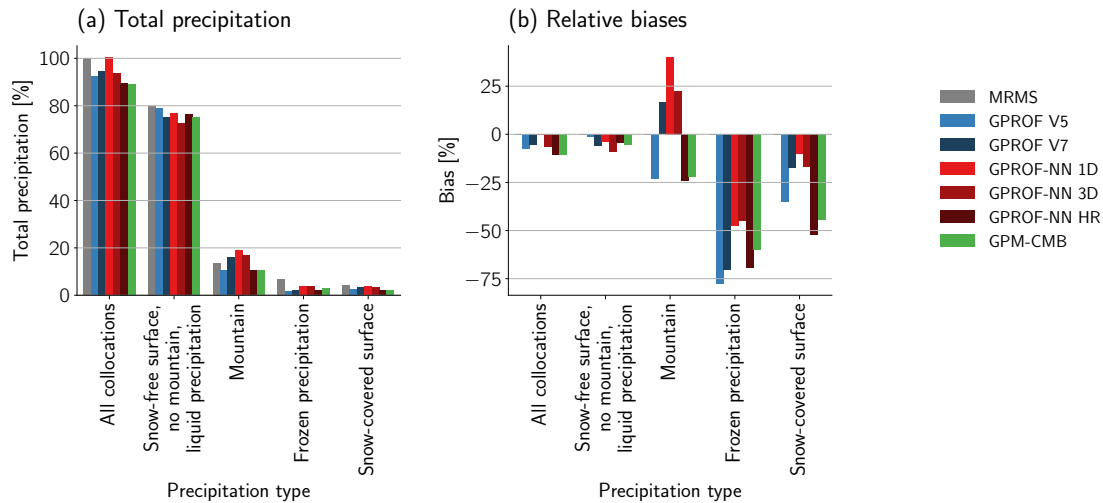 (a) Total precipitation
Total precipitation [%]
100
80
60
40
20
0
All collocations
Snow-free surface,
no mountain,
liquid precipitation
Mountain
Frozen precipitation
Snow-covered surface
Precipitation type
(b) Relative biases
Bias [%]
25
0
−25
−50
−75
All collocations
Snow-free surface,
no mountain,
liquid precipitation
Mountain
Frozen precipitation
Snow-covered surface
Precipitation type
MRMS
GPROF V5
GPROF V7
GPROF-NN 1D
GPROF-NN 3D
GPROF-NN HR
GPM-CMB